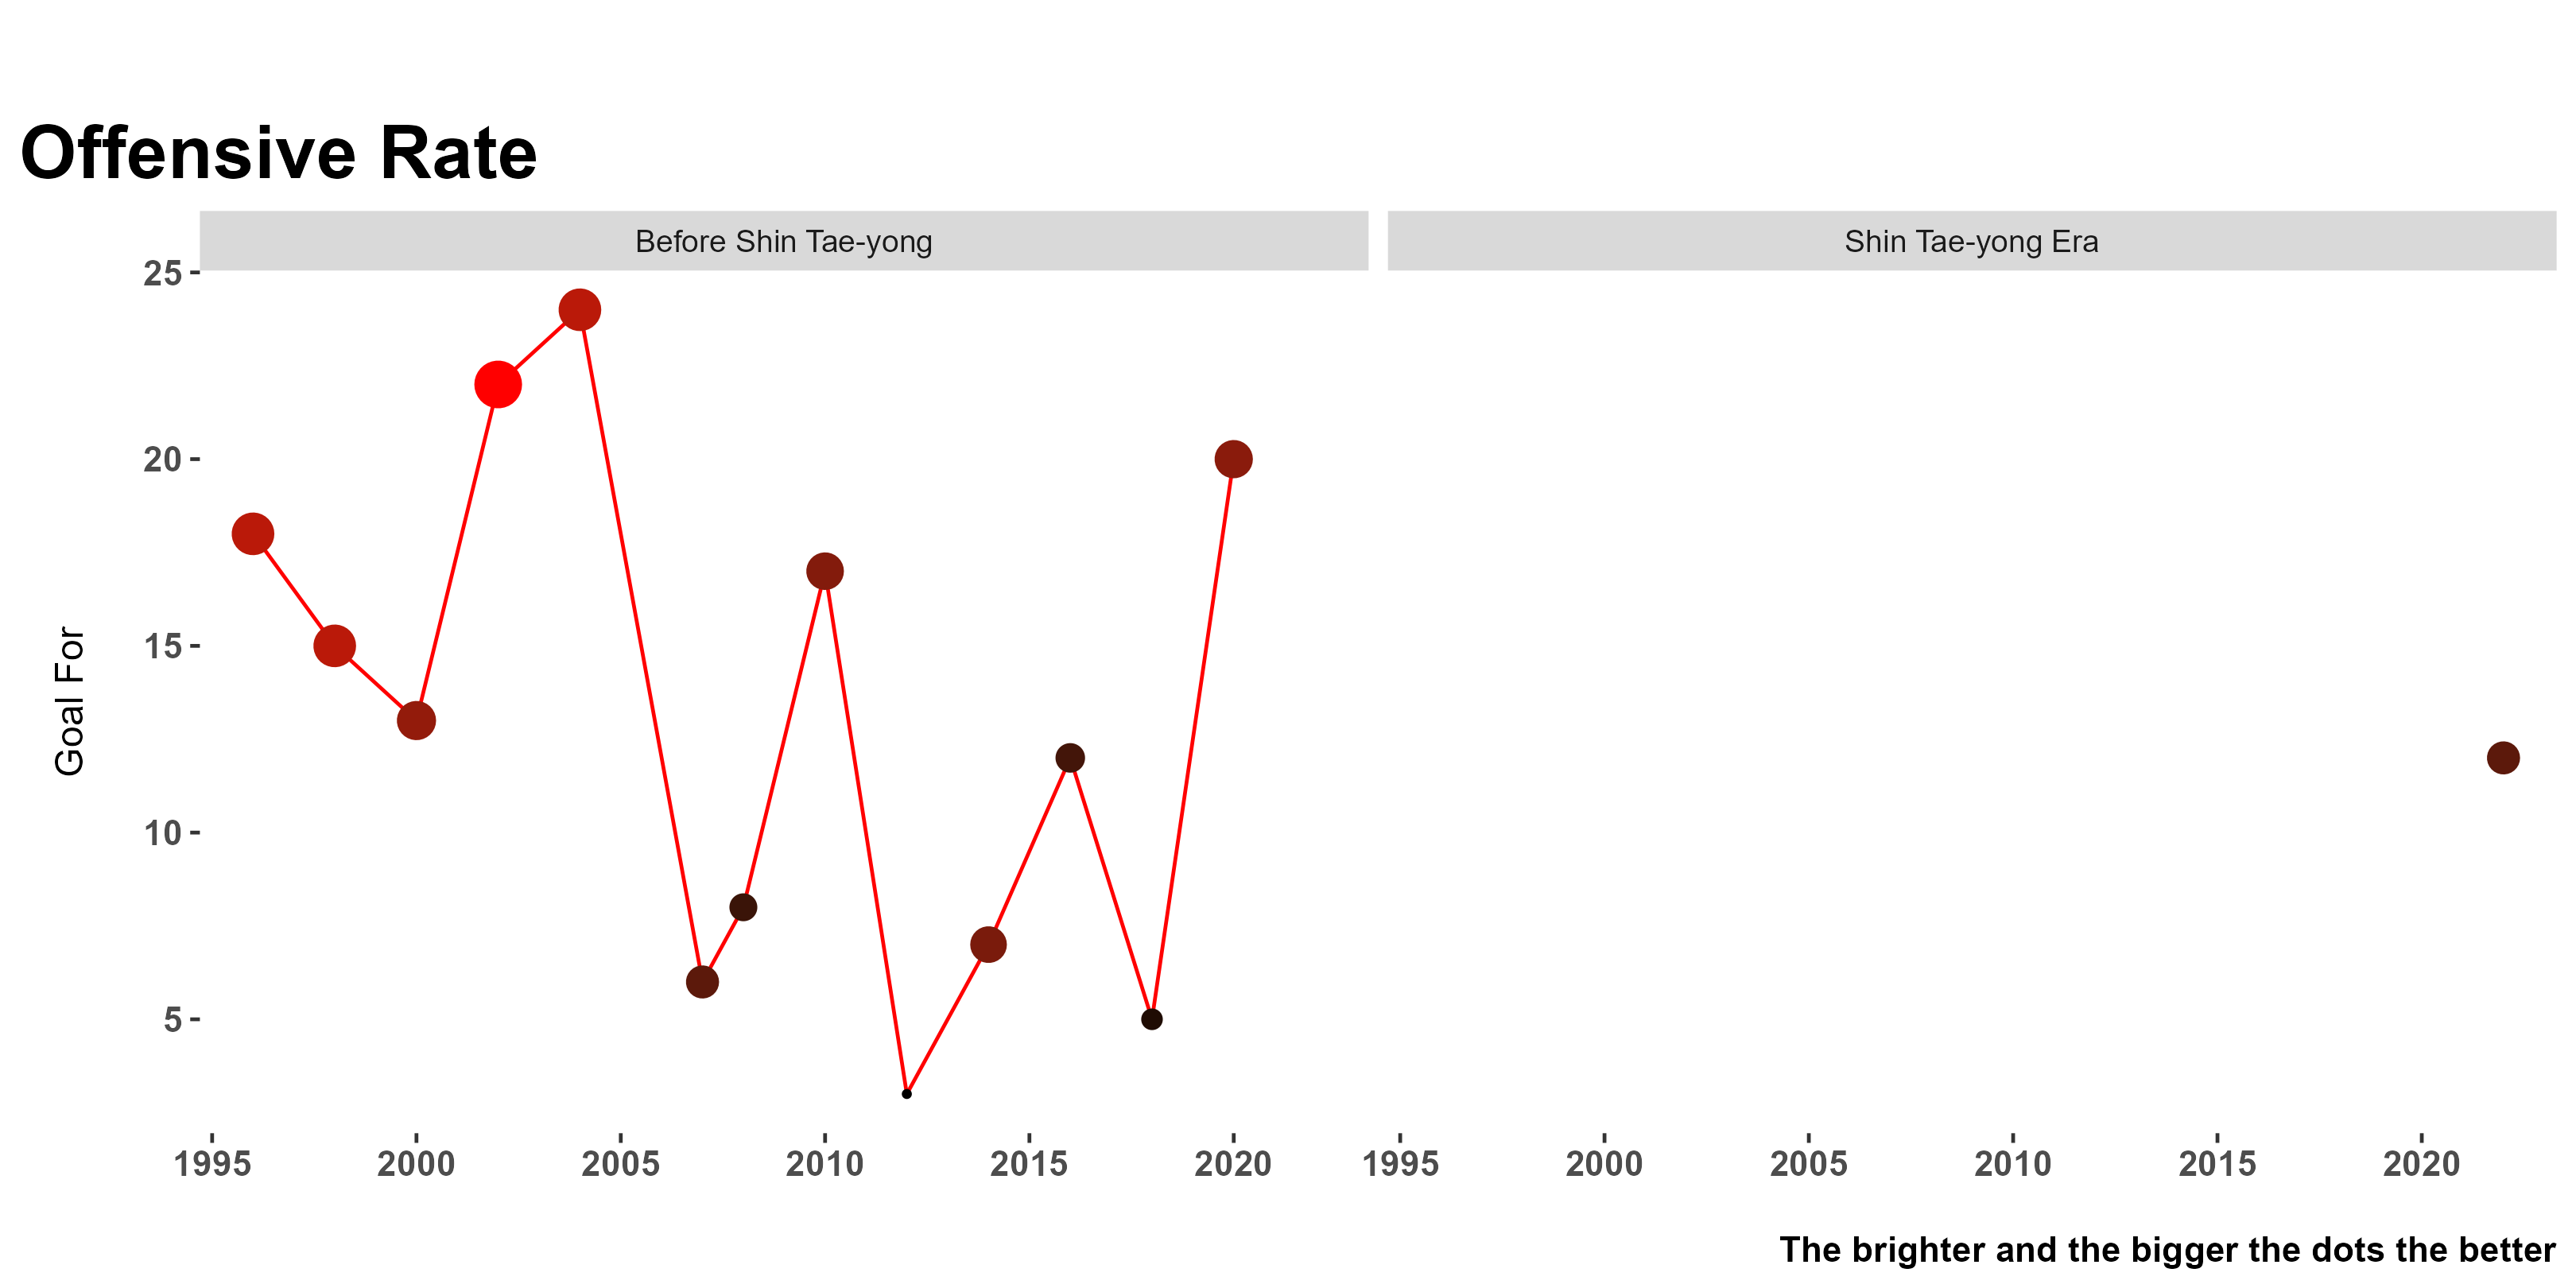 Offensive Rate
Before Shin Tae-yong
Shin Tae-yong Era
Goal For
25
20
15
10
5
1995 2000 2005 2010 2015 2020 1995 2000 2005 2010 2015 2020
The brighter and the bigger the dots the better